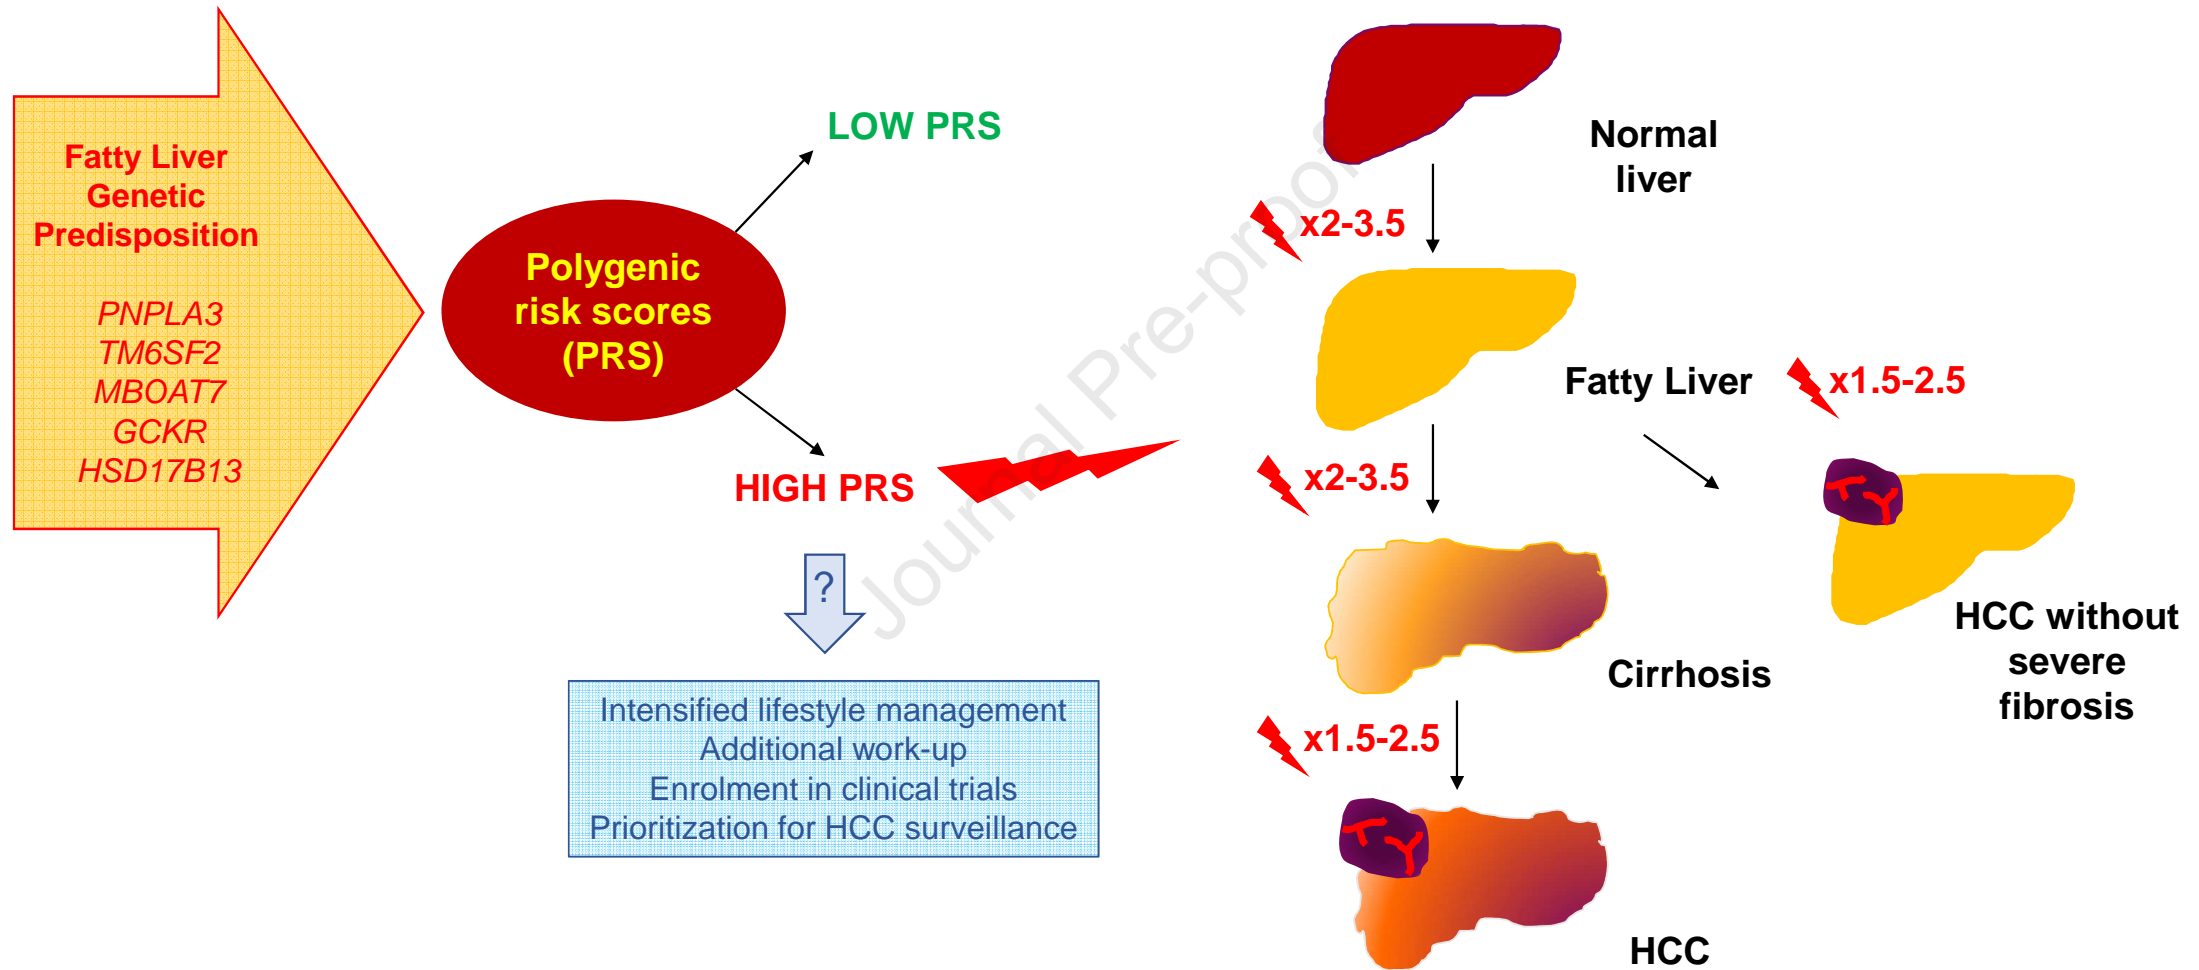 Fatty Liver
Genetic
Predisposition
PNPLA3
TM6SF2
MBOAT7
GCKR
HSD17B13
Polygenic
risk scores
(PRS)
LOW PRS
HIGH PRS
?
Intensified lifestyle management
Additional work-up
Enrolment in clinical trials
Prioritization for HCC surveillance
Journal Pre-proof
Normal
liver
x2-3.5
Fatty Liver
x1.5-2.5
x2-3.5
HCC without
severe
fibrosis
Cirrhosis
x1.5-2.5
HCC